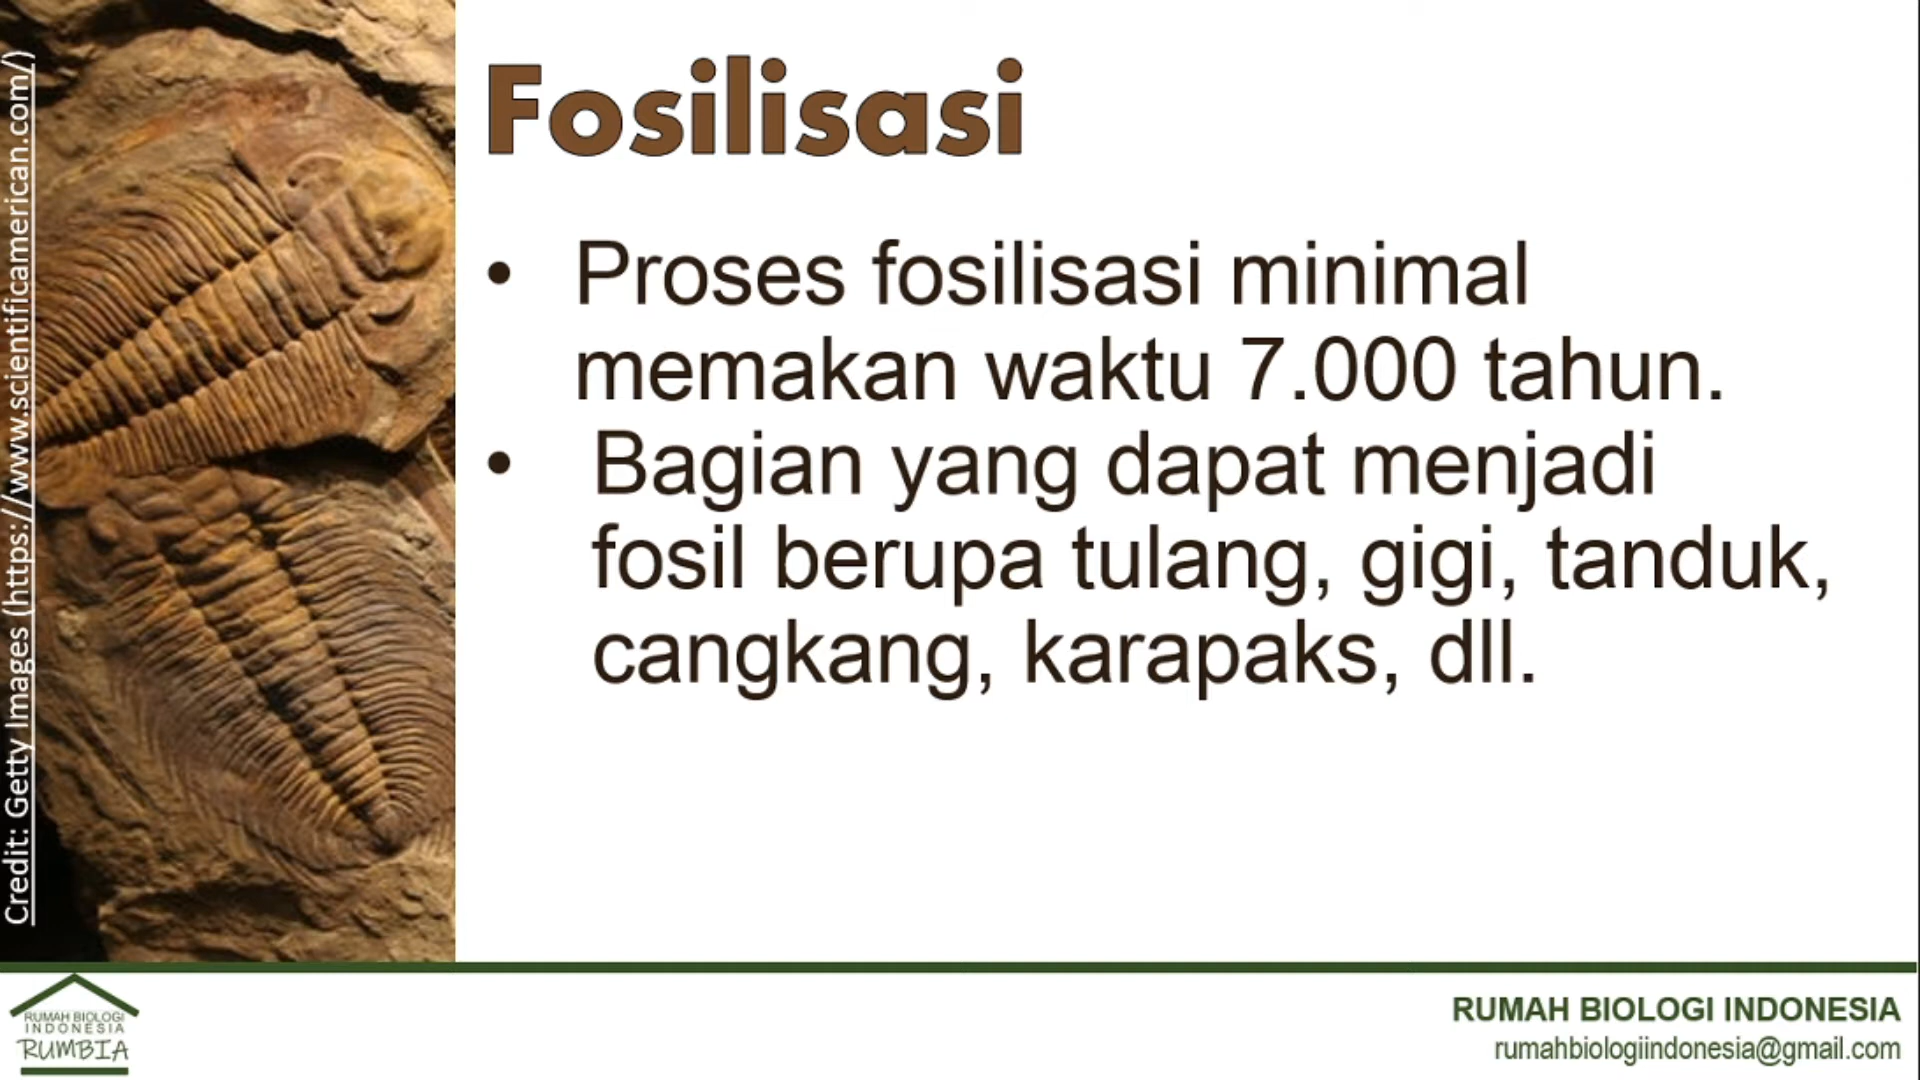 Credit: Getty Images (https://www.scientificamerican.com/)
Fosilisasi
• Proses fosilisasi minimal
memakan waktu 7.000 tahun.
• Bagian yang dapat menjadi
fosil berupa tulang, gigi, tanduk,
cangkang, karapaks, dll.
RUMAH BIOLOGI
INDONESIA
RUMBIA
RUMAH BIOLOGI INDONESIA
rumahbiologiindonesia@gmail.com